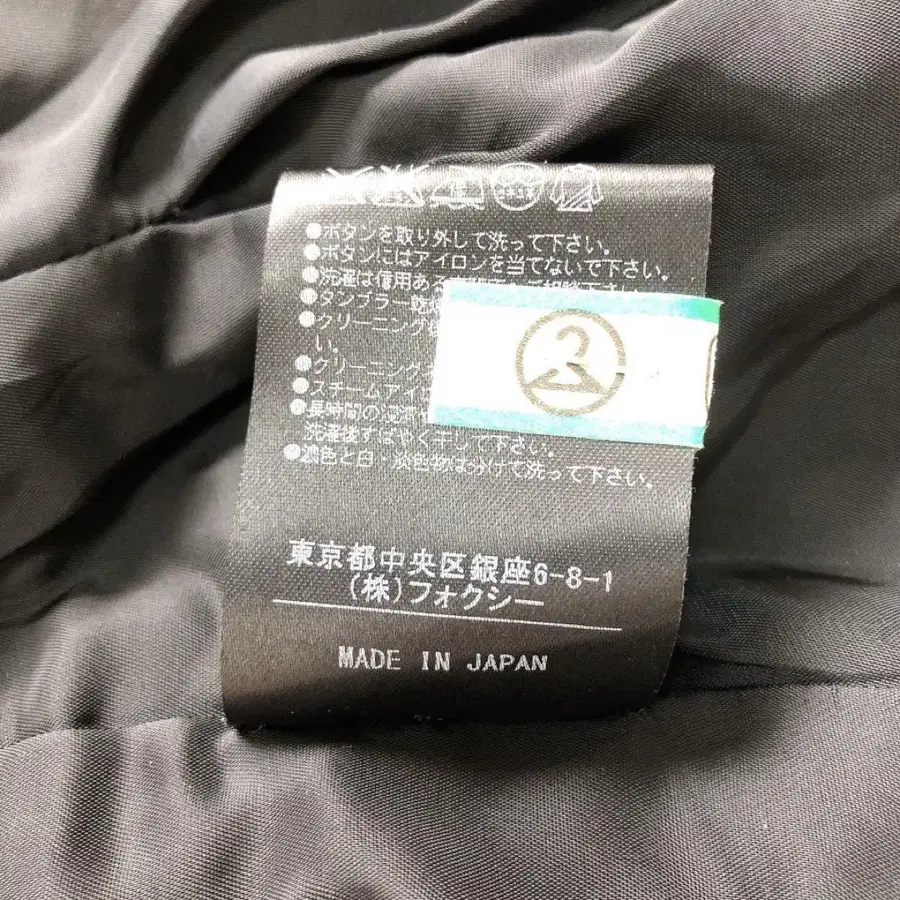 ●ボタンを取り外して洗って下さい。
●ボタンにはアイロンを当てないで下さい。
●洗濯は信用ある
●タンブラー乾
●クリーニング
い。
●クリーニング
●スチームアイ
●長時間の浸漬
洗濯後すばやく干して下さい。
●濃色と白・淡色物は分けて洗って下さい。
東京都中央区銀座6-8-1
(株)フォクシー
MADE IN JAPAN